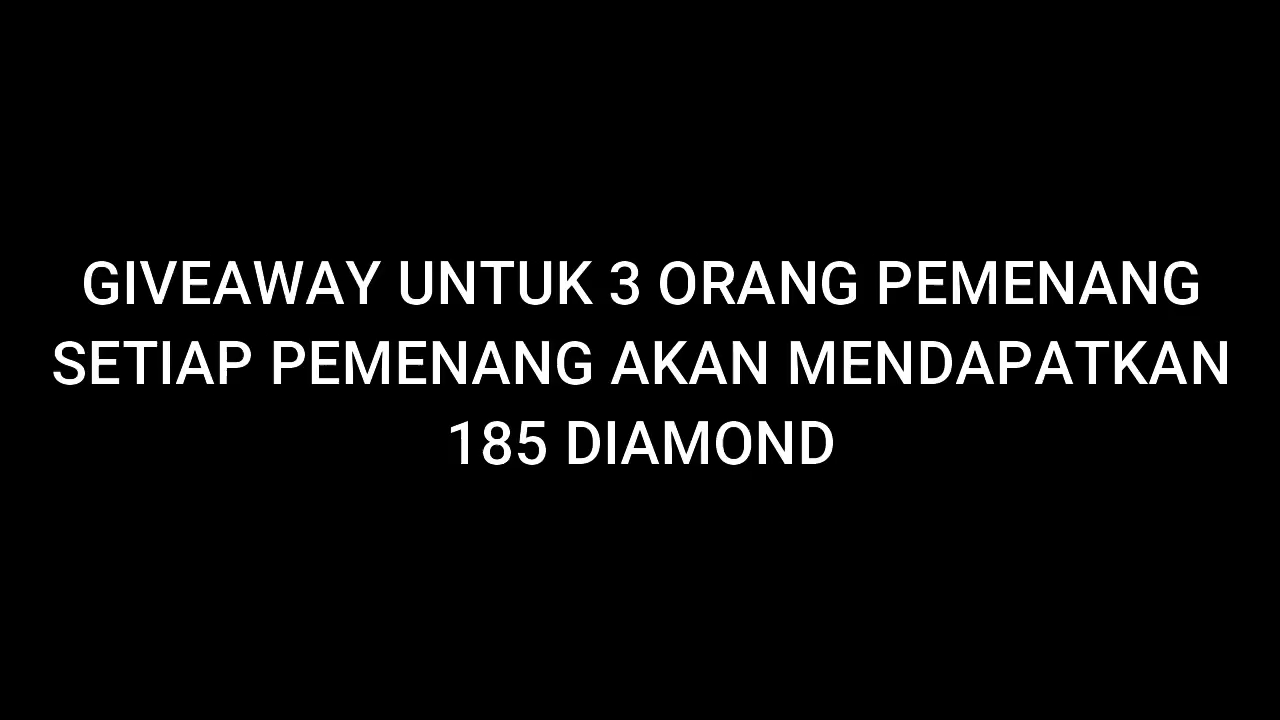 GIVEAWAY UNTUK 3 ORANG PEMENANG
SETIAP PEMENANG AKAN MENDAPATKAN
185 DIAMOND